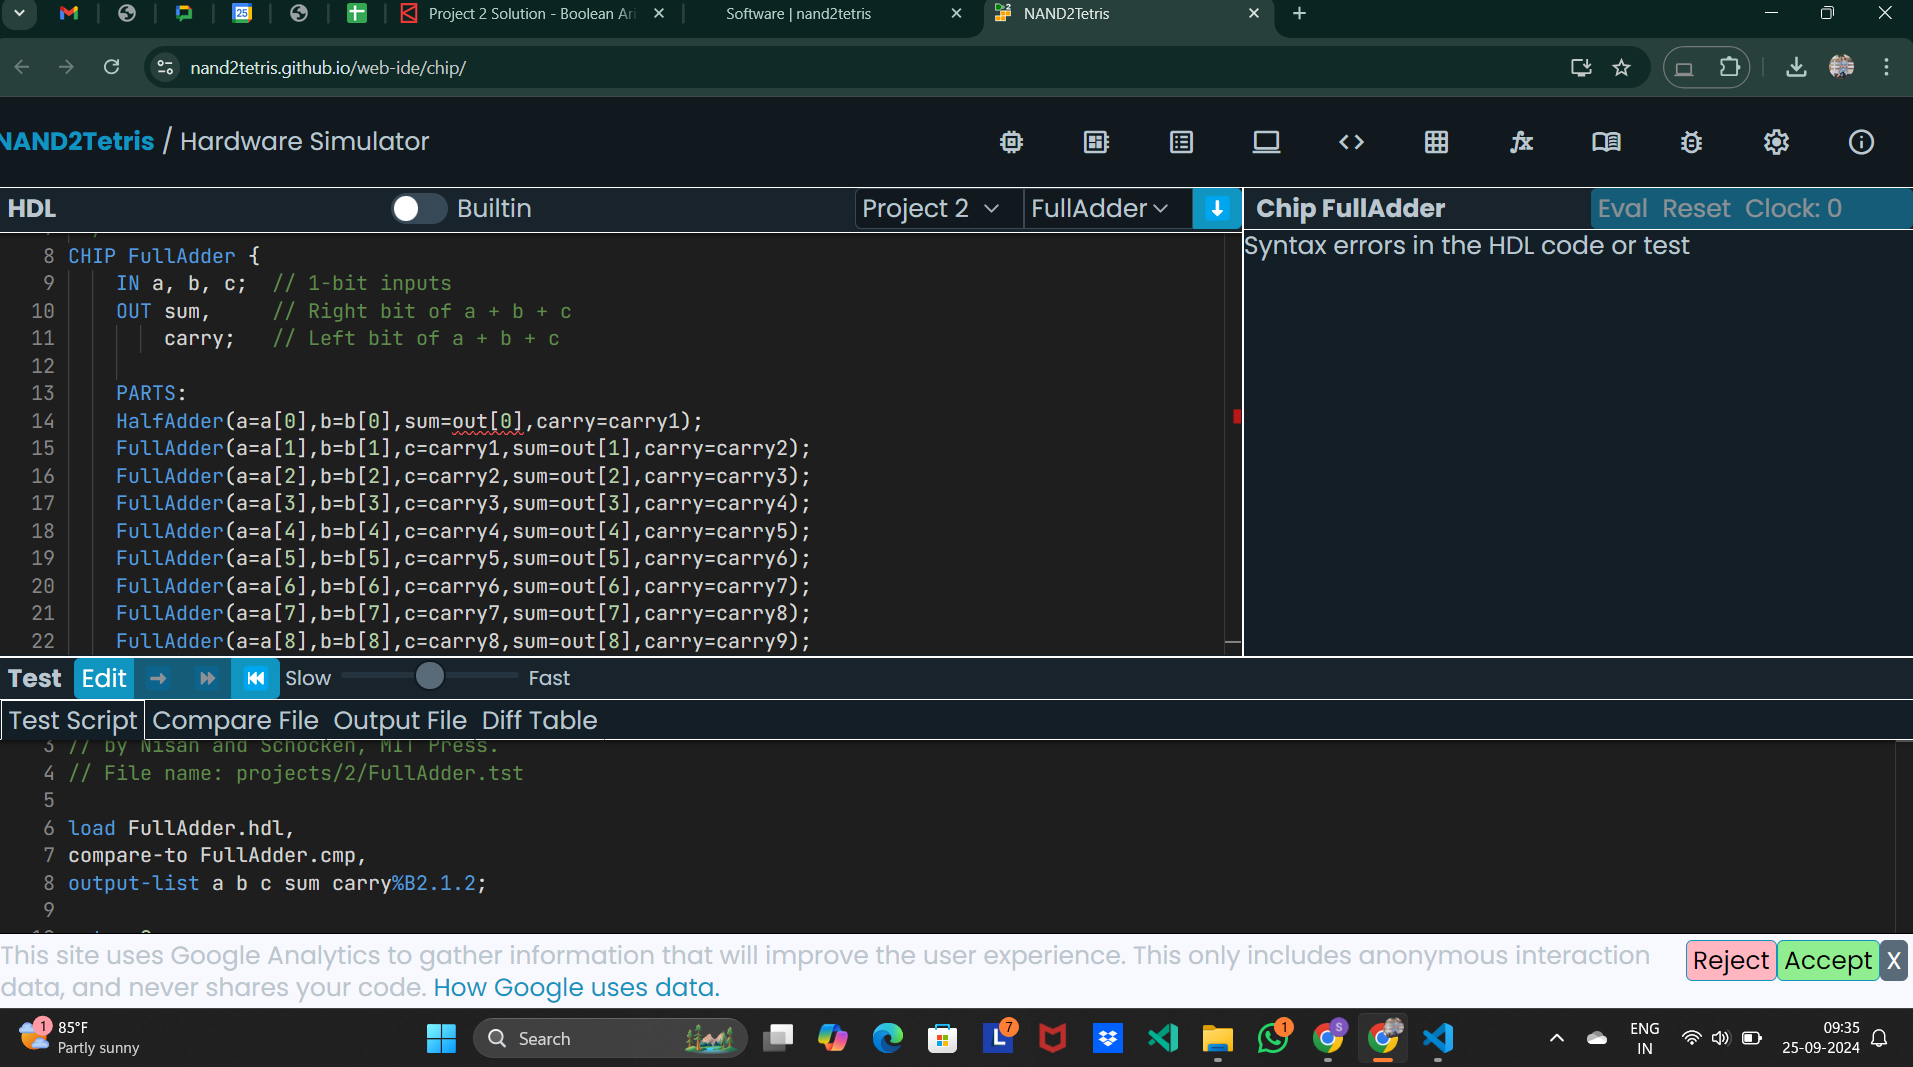 25
Project 2 Solution - Boolean Ari
Software | nand2tetris
NAND2Tetris
nand2tetris.github.io/web-ide/chip/
NAND2Tetris / Hardware Simulator
HDL
Builtin
Project 2
FullAdder
Chip FullAdder
Eval Reset Clock: 0
Syntax errors in the HDL code or test
8 CHIP FullAdder {
9 IN a, b, c;  // 1-bit inputs
10 OUT sum,     // Right bit of a + b + c
11 carry;   // Left bit of a + b + c
12
13 PARTS:
14 HalfAdder(a=a[0],b=b[0],sum=out[0],carry=carry1);
15 FullAdder(a=a[1],b=b[1],c=carry1,sum=out[1],carry=carry2);
16 FullAdder(a=a[2],b=b[2],c=carry2,sum=out[2],carry=carry3);
17 FullAdder(a=a[3],b=b[3],c=carry3,sum=out[3],carry=carry4);
18 FullAdder(a=a[4],b=b[4],c=carry4,sum=out[4],carry=carry5);
19 FullAdder(a=a[5],b=b[5],c=carry5,sum=out[5],carry=carry6);
20 FullAdder(a=a[6],b=b[6],c=carry6,sum=out[6],carry=carry7);
21 FullAdder(a=a[7],b=b[7],c=carry7,sum=out[7],carry=carry8);
22 FullAdder(a=a[8],b=b[8],c=carry8,sum=out[8],carry=carry9);
Test Edit Slow Fast
Test Script Compare File Output File Diff Table
3 // by Nisan and Schocken, MIT Press.
4 // File name: projects/2/FullAdder.tst
5
6 load FullAdder.hdl,
7 compare-to FullAdder.cmp,
8 output-list a b c sum carry%B2.1.2;
9
This site uses Google Analytics to gather information that will improve the user experience. This only includes anonymous interaction
data, and never shares your code. How Google uses data.
Reject Accept X
1
85°F
Partly sunny
Search
L
7
1
S
ENG
IN
09:35
25-09-2024